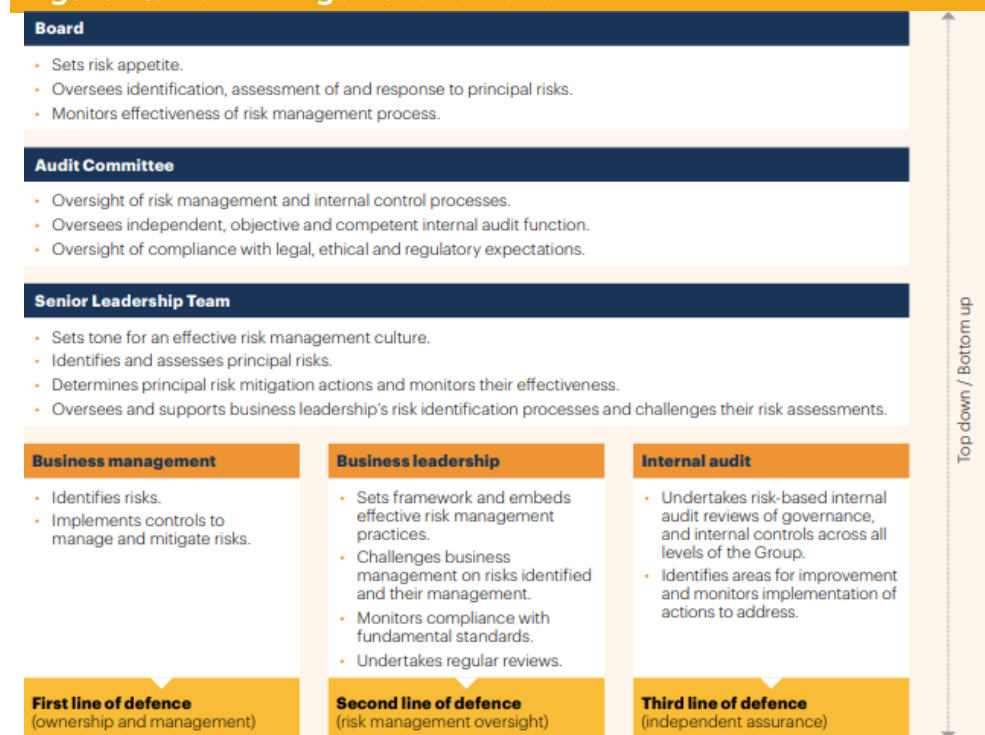 Board
• Sets risk appetite.
• Oversees identification, assessment of and response to principal risks.
• Monitors effectiveness of risk management process.
Audit Committee
• Oversight of risk management and internal control processes.
• Oversees independent, objective and competent internal audit function.
• Oversight of compliance with legal, ethical and regulatory expectations.
Senior Leadership Team
• Sets tone for an effective risk management culture.
• Identifies and assesses principal risks.
• Determines principal risk mitigation actions and monitors their effectiveness.
• Oversees and supports business leadership's risk identification processes and challenges their risk assessments.
Business management
• Identifies risks.
• Implements controls to
manage and mitigate risks.
First line of defence
(ownership and management)
Business leadership
• Sets framework and embeds
effective risk management
practices.
• Challenges business
management on risks identified
and their management.
• Monitors compliance with
fundamental standards.
• Undertakes regular reviews.
Second line of defence
(risk management oversight)
Internal audit
• Undertakes risk-based internal
audit reviews of governance,
and internal controls across all
levels of the Group.
• Identifies areas for improvement
and monitors implementation of
actions to address.
Third line of defence
(independent assurance)
Top down / Bottom up